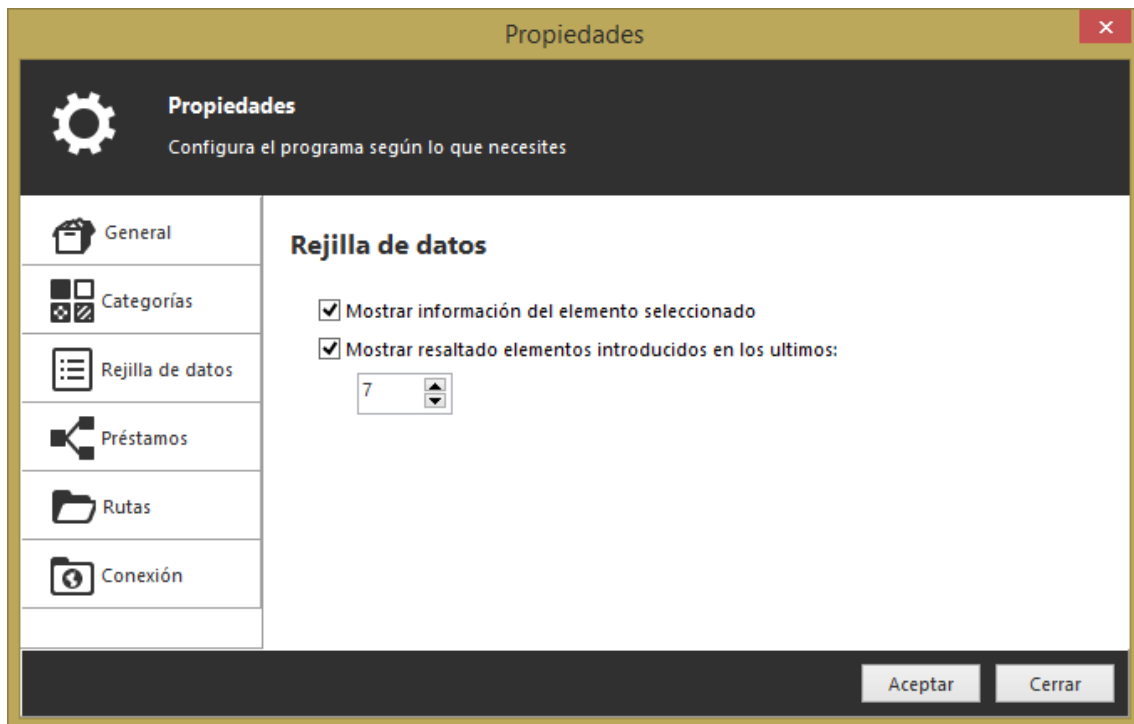 Propiedades
Propiedades
Configura el programa según lo que necesites
General
Categorías
Rejilla de datos
Préstamos
Rutas
Conexión
Rejilla de datos
Mostrar información del elemento seleccionado
Mostrar resaltado elementos introducidos en los ultimos:
7
Aceptar
Cerrar